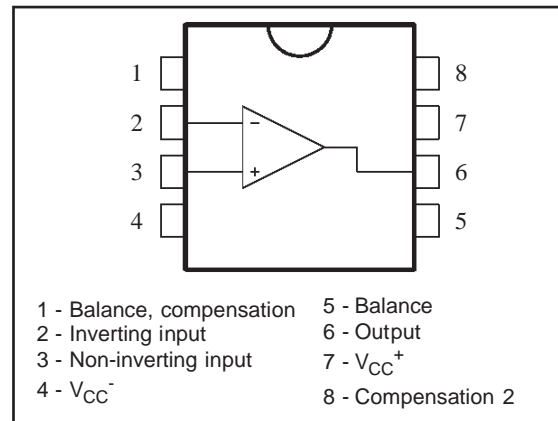 1 8
2 - 7
3 + 6
4 5
1 - Balance, compensation
2 - Inverting input
3 - Non-inverting input
4 - VCC-
5 - Balance
6 - Output
7 - VCC+
8 - Compensation 2